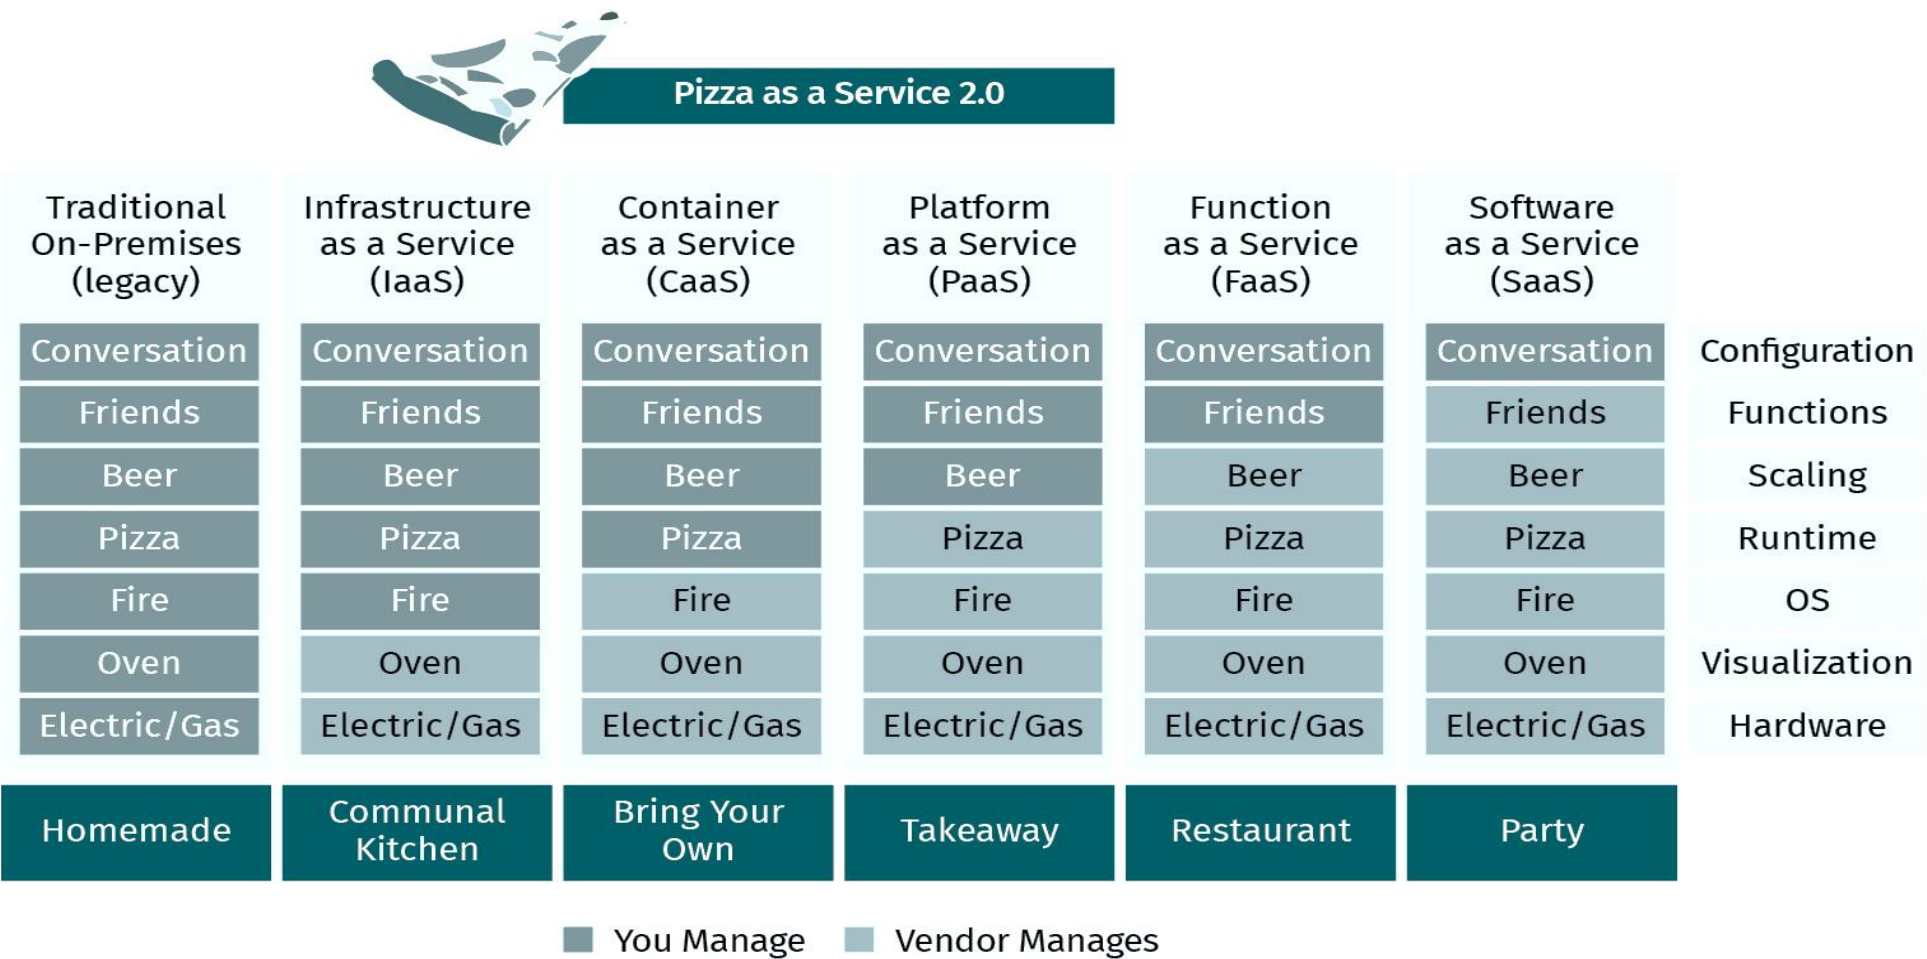 Pizza as a Service 2.0
Traditional
On-Premises
(legacy)
Infrastructure
as a Service
(IaaS)
Container
as a Service
(CaaS)
Platform
as a Service
(PaaS)
Function
as a Service
(FaaS)
Software
as a Service
(SaaS)
Conversation Conversation Conversation Conversation Conversation Conversation Configuration
Friends Friends Friends Friends Friends Friends Functions
Beer Beer Beer Beer Beer Beer Scaling
Pizza Pizza Pizza Pizza Pizza Pizza Runtime
Fire Fire Fire Fire Fire Fire OS
Oven Oven Oven Oven Oven Oven Visualization
Electric/Gas Electric/Gas Electric/Gas Electric/Gas Electric/Gas Electric/Gas Hardware
Homemade
Communal
Kitchen
Bring Your
Own
Takeaway
Restaurant
Party
You Manage
Vendor Manages